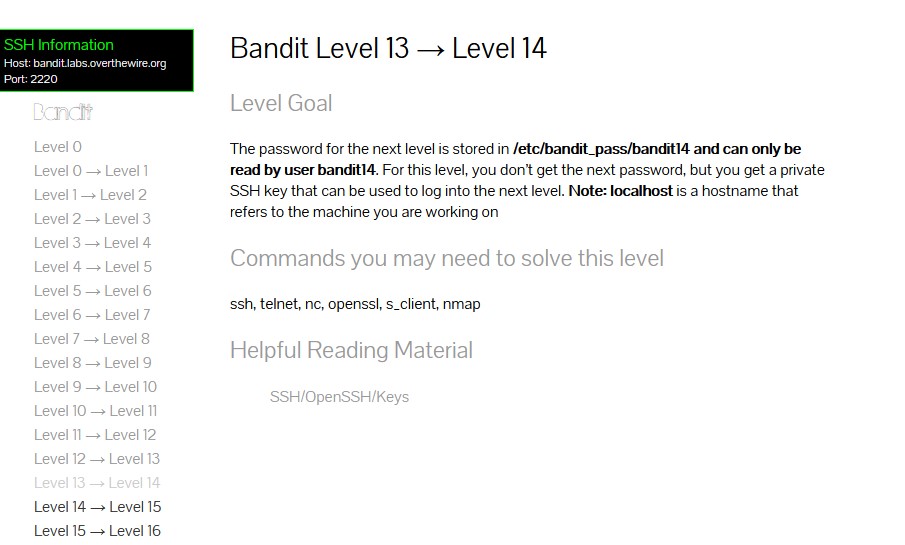 SSH Information
Host: bandit.labs.overthewire.org
Port: 2220
Bandit
Level 0
Level 0 → Level 1
Level 1 → Level 2
Level 2 → Level 3
Level 3 → Level 4
Level 4 → Level 5
Level 5 → Level 6
Level 6 → Level 7
Level 7 → Level 8
Level 8 → Level 9
Level 9 → Level 10
Level 10 → Level 11
Level 11 → Level 12
Level 12 → Level 13
Level 13 → Level 14
Level 14 → Level 15
Level 15 → Level 16
Bandit Level 13 → Level 14
Level Goal
The password for the next level is stored in /etc/bandit_pass/bandit14 and can only be
read by user bandit14. For this level, you don't get the next password, but you get a private
SSH key that can be used to log into the next level. Note: localhost is a hostname that
refers to the machine you are working on
Commands you may need to solve this level
ssh, telnet, nc, openssl, s_client, nmap
Helpful Reading Material
SSH/OpenSSH/Keys